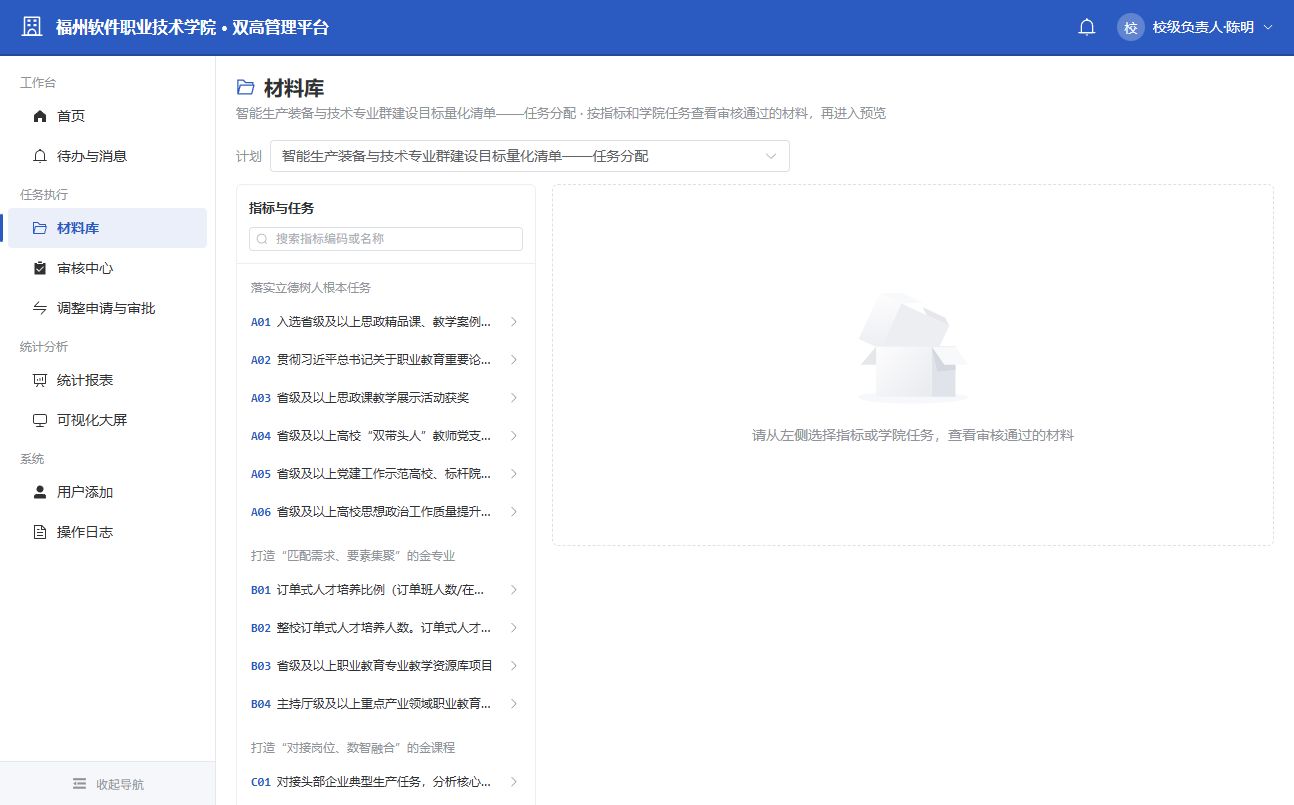 福州软件职业技术学院 • 双高管理平台
校 校级负责人·陈明
工作台
首页
待办与消息
任务执行
材料库
审核中心
调整申请与审批
统计分析
统计报表
可视化大屏
系统
用户添加
操作日志
收起导航
材料库
智能生产装备与技术专业群建设目标量化清单——任务分配 · 按指标和学院任务查看审核通过的材料，再进入预览
计划 智能生产装备与技术专业群建设目标量化清单——任务分配
指标与任务
搜索指标编码或名称
落实立德树人根本任务
A01 入选省级及以上思政精品课、教学案例...
A02 贯彻习近平总书记关于职业教育重要论...
A03 省级及以上思政课教学展示活动获奖
A04 省级及以上高校“双带头人”教师党支...
A05 省级及以上党建工作示范高校、标杆院...
A06 省级及以上高校思想政治工作质量提升...
打造“匹配需求、要素集聚”的金专业
B01 订单式人才培养比例（订单班人数/在...
B02 整校订单式人才培养人数。订单式人才...
B03 省级及以上职业教育专业教学资源库项目
B04 主持厅级及以上重点产业领域职业教育...
打造“对接岗位、数智融合”的金课程
C01 对接头部企业典型生产任务，分析核心...
请从左侧选择指标或学院任务，查看审核通过的材料